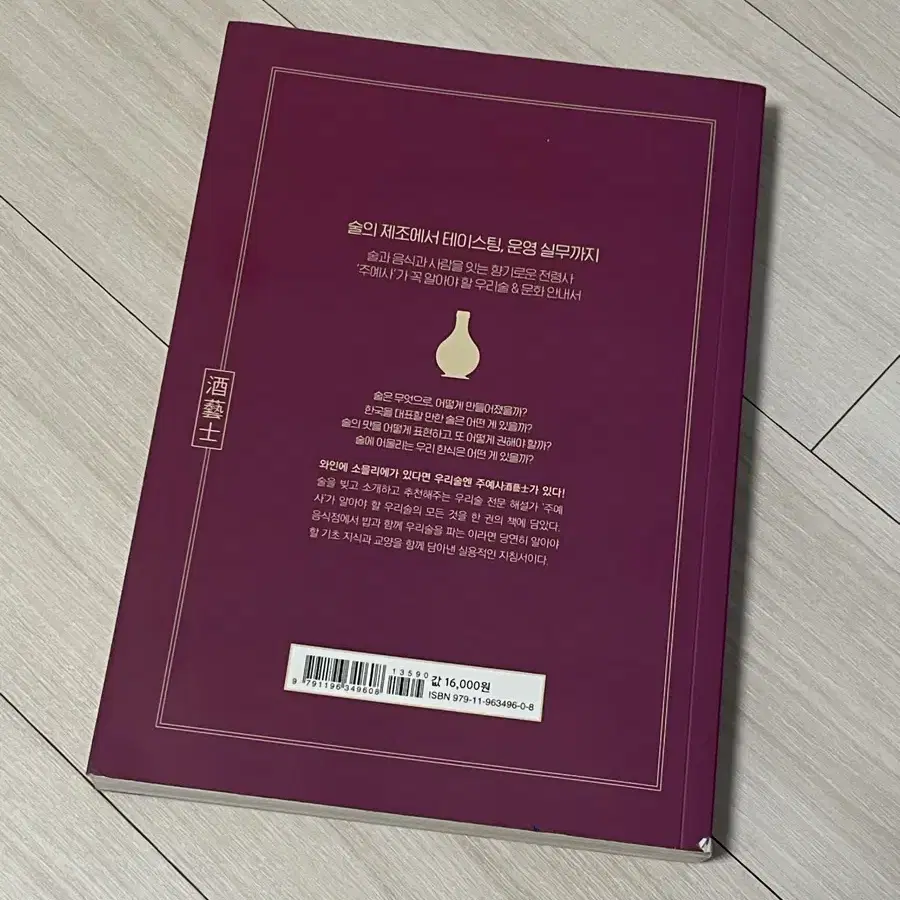 술의 제조에서 테이스팅, 운영 실무까지
술과 음식과 사람을 잇는 향기로운 전령사
'주예사'가 꼭 알아야 할 우리술 & 문화 안내서
酒藝士
술은 무엇으로, 어떻게 만들어졌을까?
한국을 대표할 만한 술은 어떤 게 있을까?
술의 맛을 어떻게 표현하고, 또 어떻게 권해야 할까?
술에 어울리는 우리 한식은 어떤 게 있을까?
와인에 소믈리에가 있다면 우리술엔 주예사酒藝士가 있다!
술을 빚고 소개하고 추천해주는 우리술 전문 해설가 '주예
사'가 알아야 할 우리술의 모든 것을 한 권의 책에 담았다.
음식점에서 밥과 함께 우리술을 파는 이라면 당연히 알아야
할 기초 지식과 교양을 함께 담아낸 실용적인 지침서이다.
13590
9 791196 349608
값 16,000원
ISBN 979-11-963496-0-8